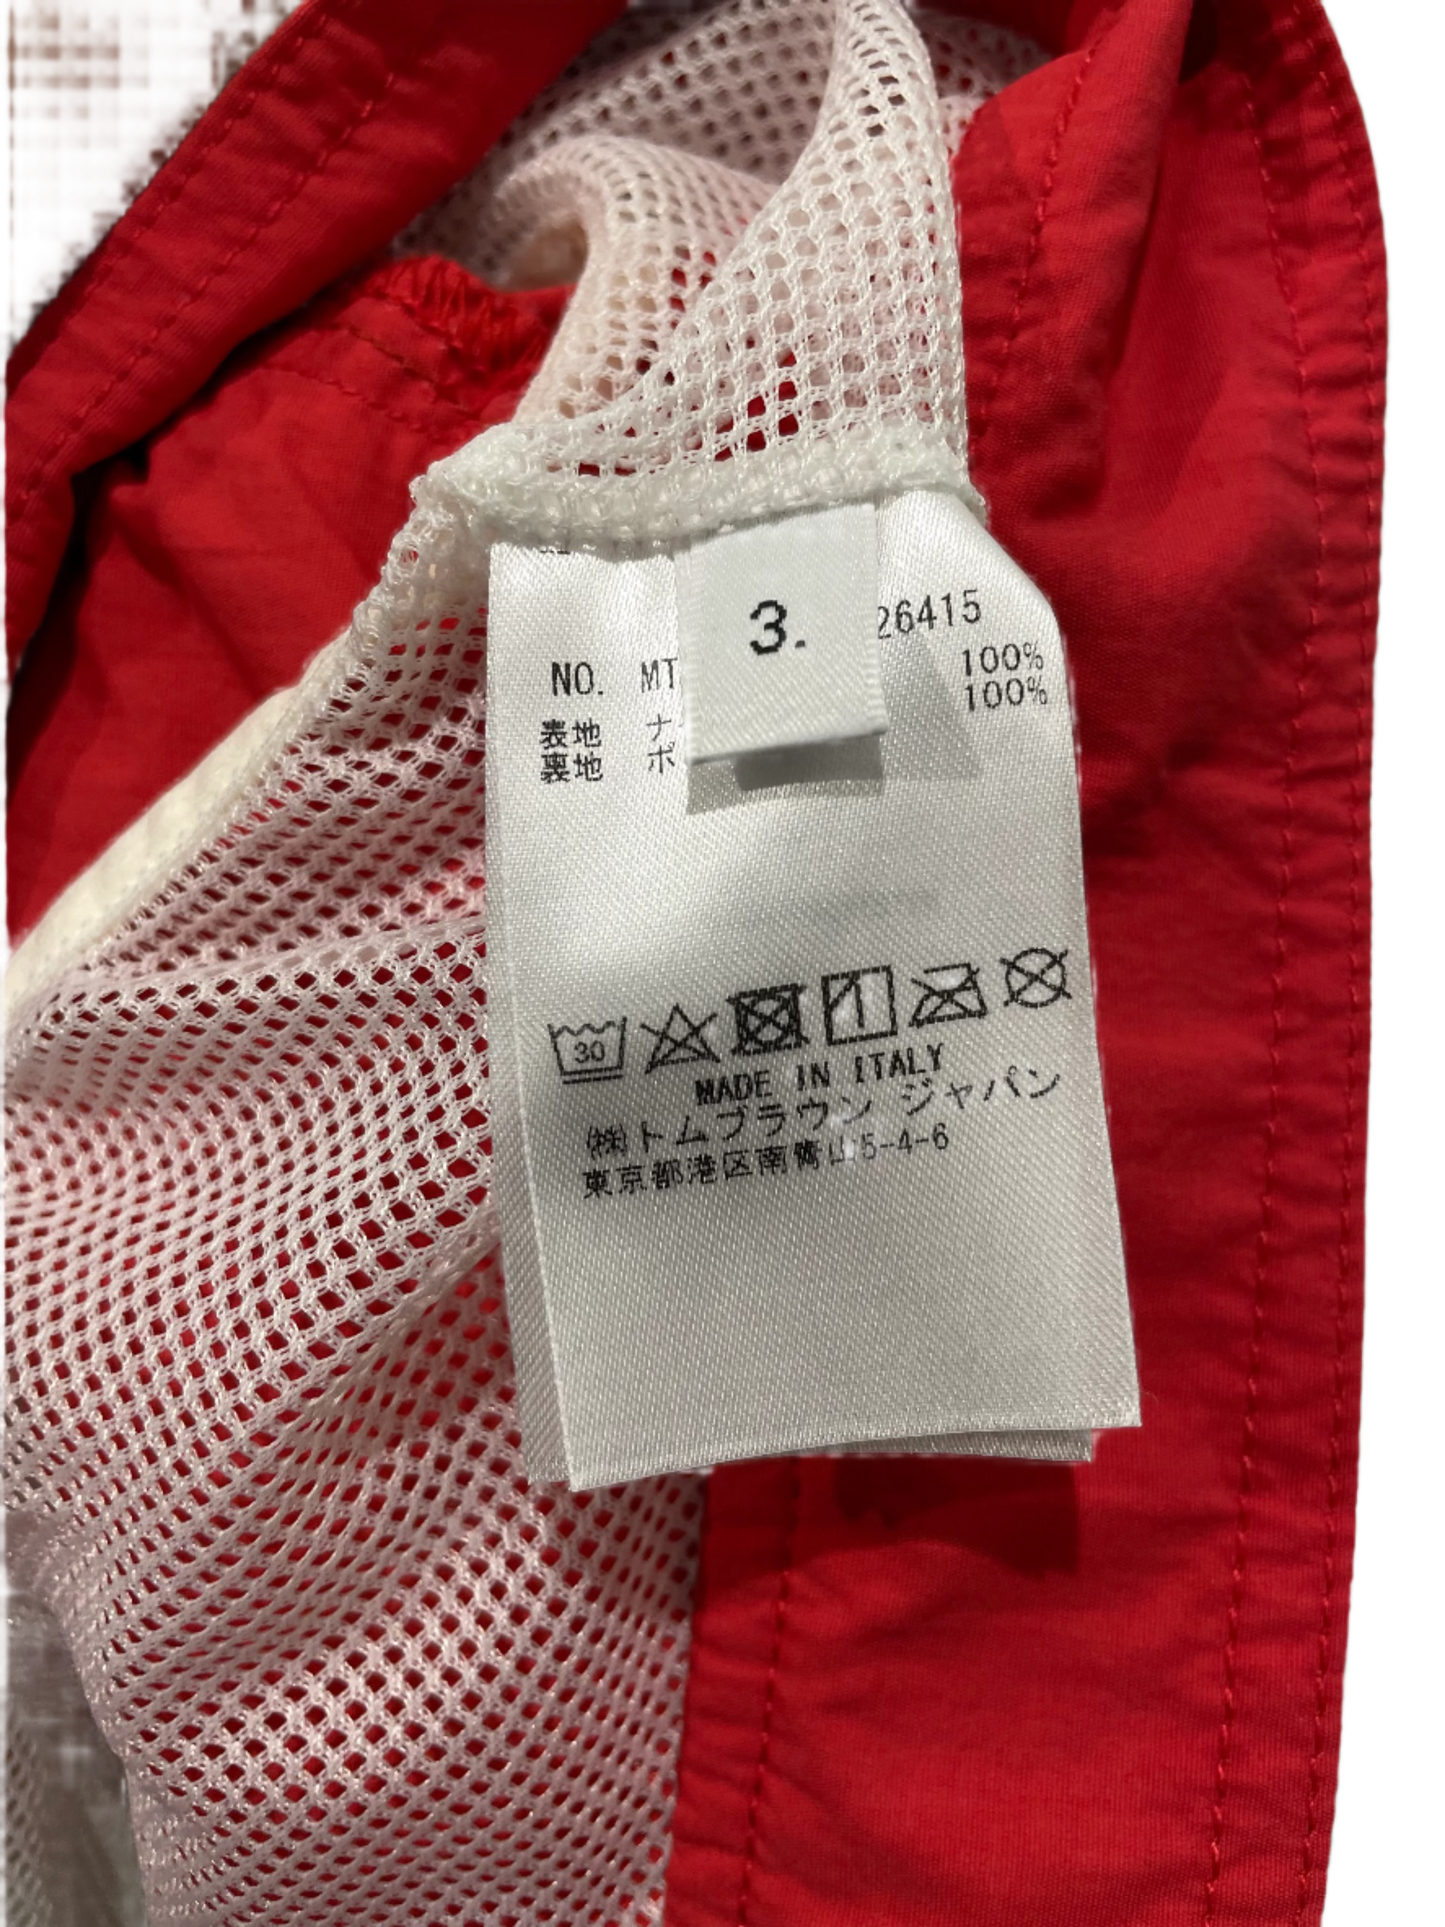 3.
26415
NO. MT
100%
100%
表地 ナ
裏地 ポ
30
MADE IN ITALY
㈱トムブラウン ジャパン
東京都港区南青山5-4-6